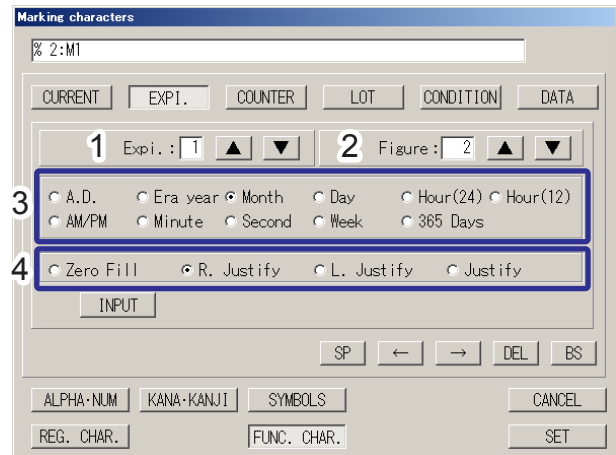 Marking characters
% 2:M1
CURRENT EXPI. COUNTER LOT CONDITION DATA
1 Expi.: 1 ▲ ▼ 2 Figure: 2 ▲ ▼
3 A.D. Era year Month Day Hour(24) Hour(12)
AM/PM Minute Second Week 365 Days
4 Zero Fill R. Justify L. Justify Justify
INPUT
SP ← → DEL BS
ALPHA·NUM KANA·KANJI SYMBOLS CANCEL
REG. CHAR. FUNC. CHAR. SET